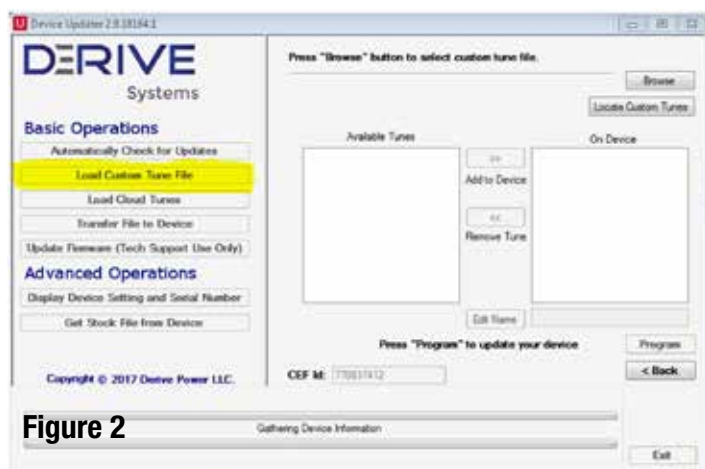 Device Updater 2.9.18184.1
DERIVE
Systems
Basic Operations
Automatically Check for Updates
Load Custom Tune File
Load Cloud Tunes
Transfer File to Device
Update Firmware (Tech Support Use Only)
Advanced Operations
Display Device Setting and Serial Number
Get Stock File from Device
Copyright © 2017 Derive Power LLC.
Press "Browse" button to select custom tune file.
Browse
Locate Custom Tunes
Available Tunes
On Device
>>
Add to Device
<<
Remove Tune
Edit Name
Press "Program" to update your device
Program
CEF Id:
< Back
Figure 2
Gathering Device Information
Exit